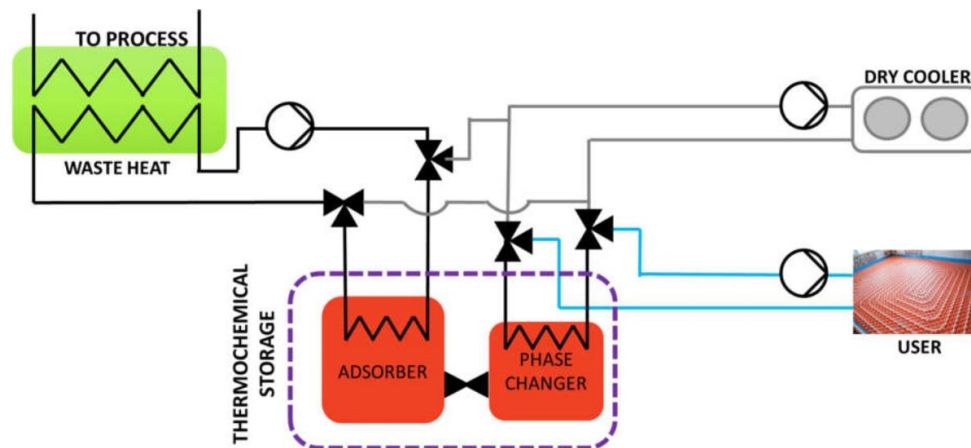 TO PROCESS
WASTE HEAT
DRY COOLER
USER
THERMOCHEMICAL
STORAGE
ADSORBER
PHASE
CHANGER